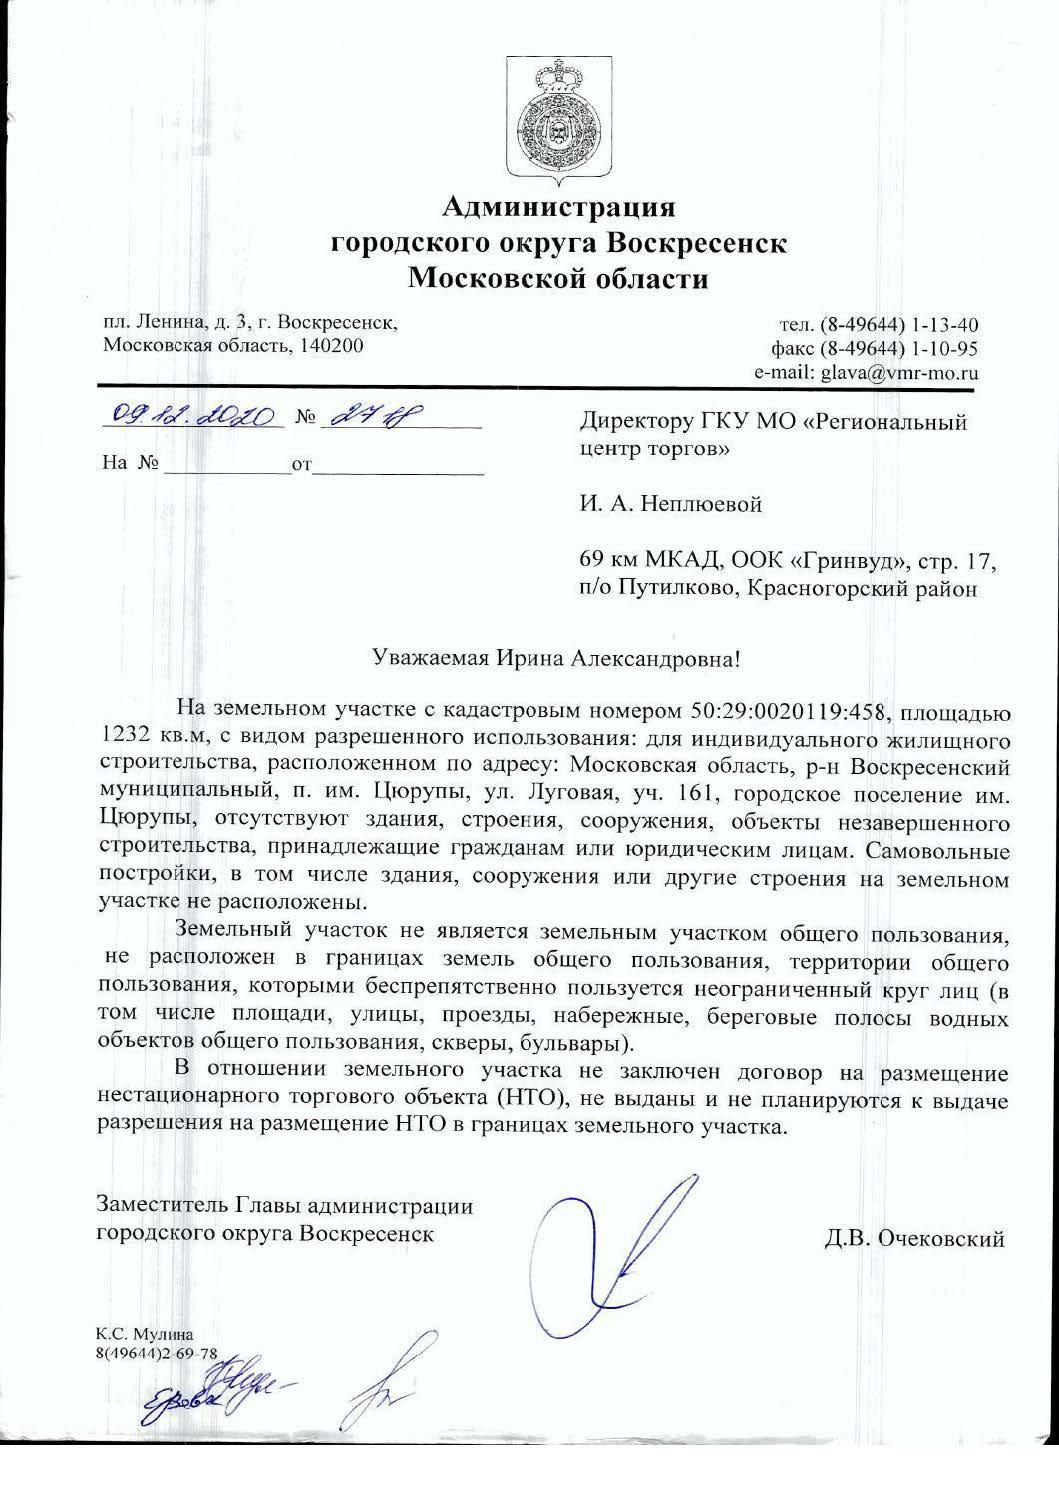 Администрация
городского округа Воскресенск
Московской области
пл. Ленина, д. 3, г. Воскресенск,
Московская область, 140200
тел. (8-49644) 1-13-40
факс (8-49644) 1-10-95
e-mail: glava@vmr-mo.ru
09.12.2020 № 2718
На № ____________от________________
Директору ГКУ МО «Региональный
центр торгов»
И. А. Неплюевой
69 км МКАД, ООК «Гринвуд», стр. 17,
п/о Путилково, Красногорский район
Уважаемая Ирина Александровна!
На земельном участке с кадастровым номером 50:29:0020119:458, площадью
1232 кв.м, с видом разрешенного использования: для индивидуального жилищного
строительства, расположенном по адресу: Московская область, р-н Воскресенский
муниципальный, п. им. Цюрупы, ул. Луговая, уч. 161, городское поселение им.
Цюрупы, отсутствуют здания, строения, сооружения, объекты незавершенного
строительства, принадлежащие гражданам или юридическим лицам. Самовольные
постройки, в том числе здания, сооружения или другие строения на земельном
участке не расположены.
Земельный участок не является земельным участком общего пользования,
не расположен в границах земель общего пользования, территории общего
пользования, которыми беспрепятственно пользуется неограниченный круг лиц (в
том числе площади, улицы, проезды, набережные, береговые полосы водных
объектов общего пользования, скверы, бульвары).
В отношении земельного участка не заключен договор на размещение
нестационарного торгового объекта (НТО), не выданы и не планируются к выдаче
разрешения на размещение НТО в границах земельного участка.
Заместитель Главы администрации
городского округа Воскресенск
Д.В. Очековский
К.С. Мулина
8(49644)2-69-78